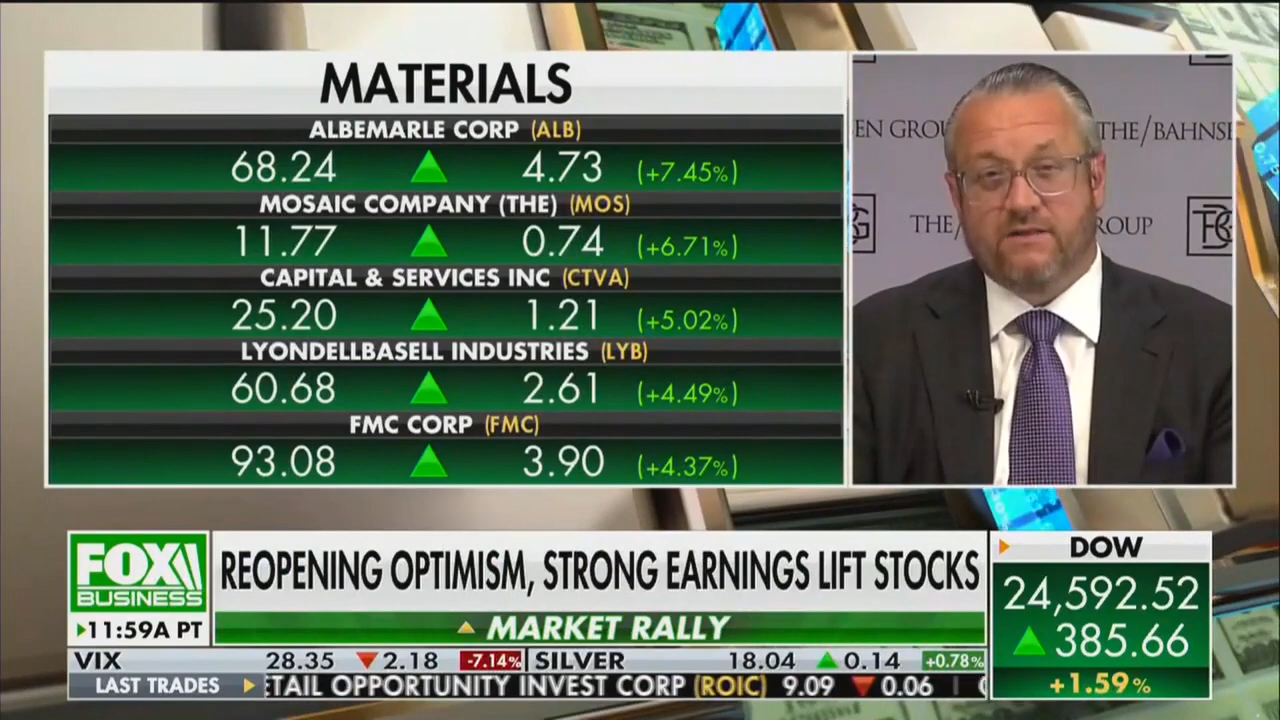 MATERIALS
ALBEMARLE CORP (ALB)
68.24 ▲ 4.73 (+7.45%)
MOSAIC COMPANY (THE) (MOS)
11.77 ▲ 0.74 (+6.71%)
CAPITAL & SERVICES INC (CTVA)
25.20 ▲ 1.21 (+5.02%)
LYONDELLBASELL INDUSTRIES (LYB)
60.68 ▲ 2.61 (+4.49%)
FMC CORP (FMC)
93.08 ▲ 3.90 (+4.37%)
EN GROU THE/BAHNSE
THE/ ROUP
FOX BUSINESS
11:59A PT
REOPENING OPTIMISM, STRONG EARNINGS LIFT STOCKS
MARKET RALLY
DOW
24,592.52
▲ 385.66
+1.59%
VIX 28.35 ▼ 2.18 -7.14% SILVER 18.04 ▲ 0.14 +0.78%
LAST TRADES ETAIL OPPORTUNITY INVEST CORP (ROIC) 9.09 ▼ 0.06